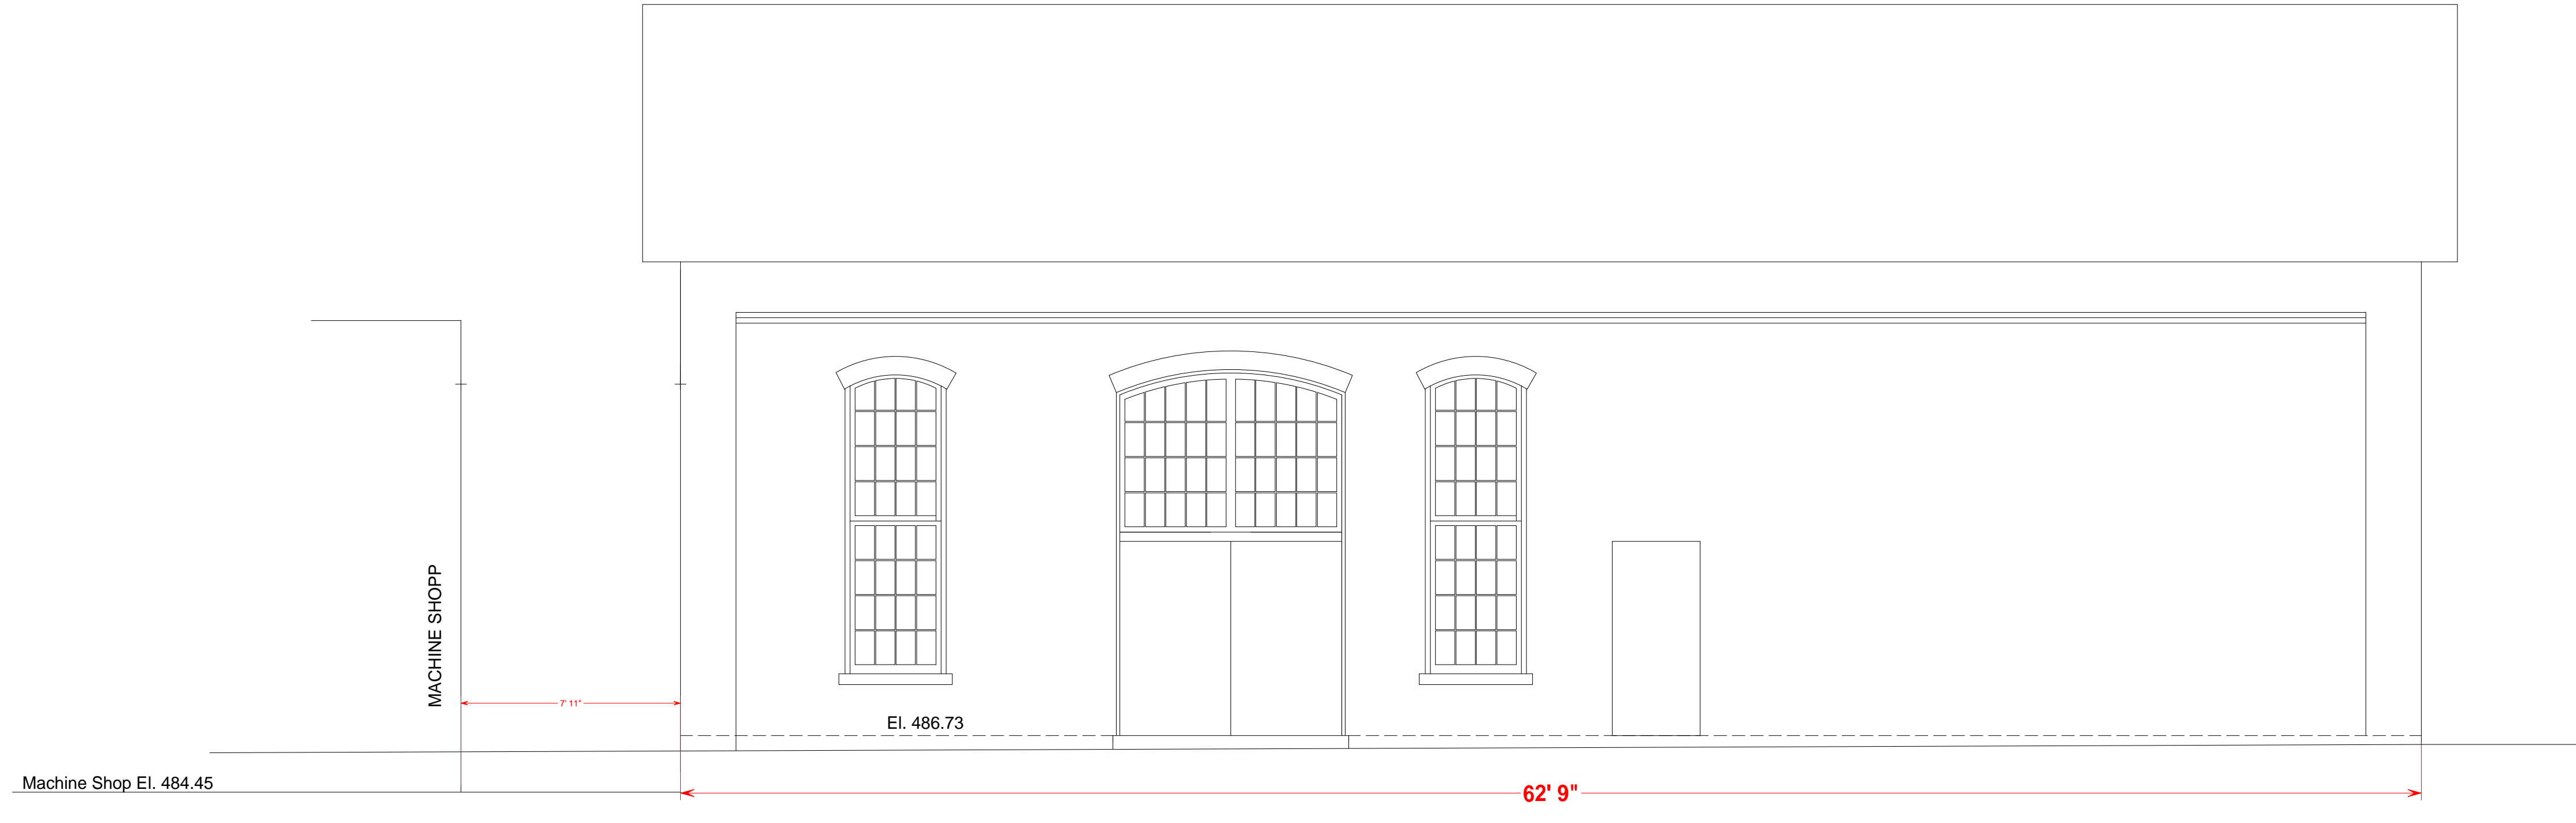 MACHINE SHOPP
7' 11"
El. 486.73
Machine Shop El. 484.45
62' 9"